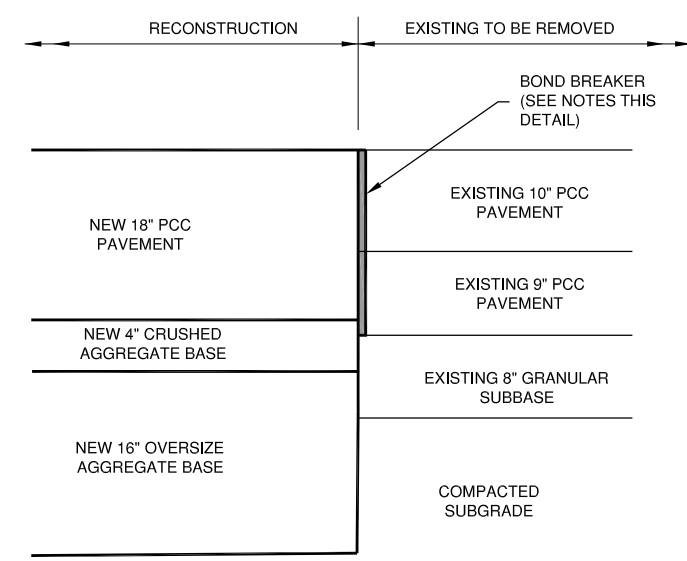 RECONSTRUCTION
EXISTING TO BE REMOVED
BOND BREAKER
(SEE NOTES THIS
DETAIL)
EXISTING 10" PCC
PAVEMENT
NEW 18" PCC
PAVEMENT
EXISTING 9" PCC
PAVEMENT
NEW 4" CRUSHED
AGGREGATE BASE
EXISTING 8" GRANULAR
SUBBASE
NEW 16" OVERSIZE
AGGREGATE BASE
COMPACTED
SUBGRADE